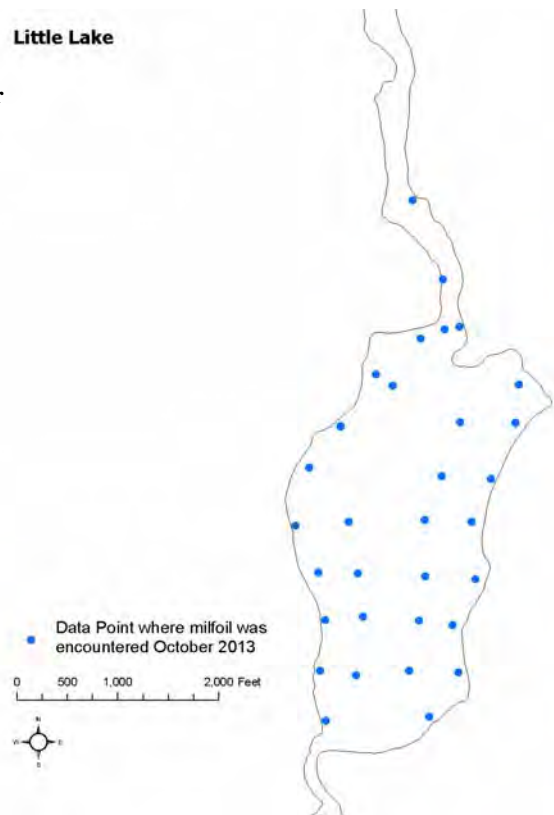 Little Lake
.
Data Point where milfoil was
encountered October 2013
0 500 1,000 2,000 Feet
N
W E
S